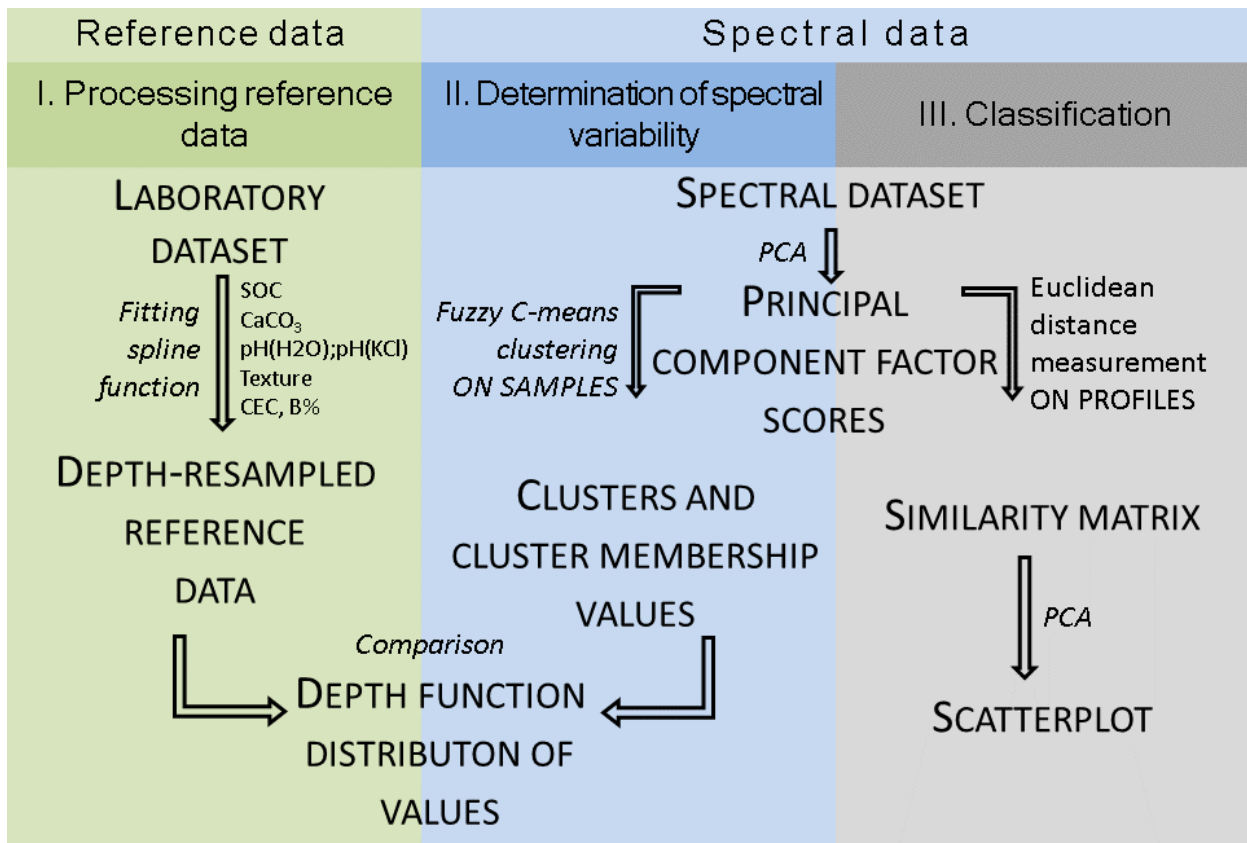 Reference data
Spectral data
I. Processing reference
data
II. Determination of spectral
variability
III. Classification
LABORATORY
DATASET
Fitting
spline
function
SOC
CaCO₃
pH(H2O);pH(KCl)
Texture
CEC, B%
DEPTH-RESAMPLED
REFERENCE
DATA
SPECTRAL DATASET
PCA
Fuzzy C-means
clustering
ON SAMPLES
PRINCIPAL
COMPONENT FACTOR
SCORES
Euclidean
distance
measurement
ON PROFILES
CLUSTERS AND
CLUSTER MEMBERSHIP
VALUES
SIMILARITY MATRIX
PCA
SCATTERPLOT
Comparison
DEPTH FUNCTION
DISTRIBUTON OF
VALUES